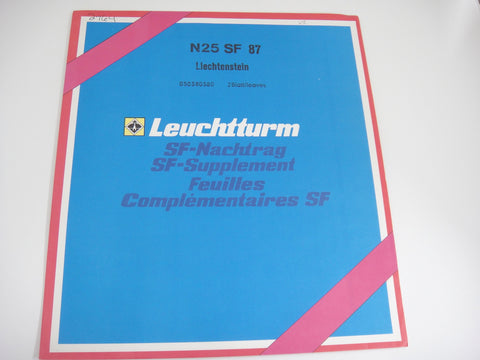 N25 SF 87
Liechtenstein
Leuchtturm
SF-Nachtrag
SF-Supplement
Feuilles
Complémentaires SF